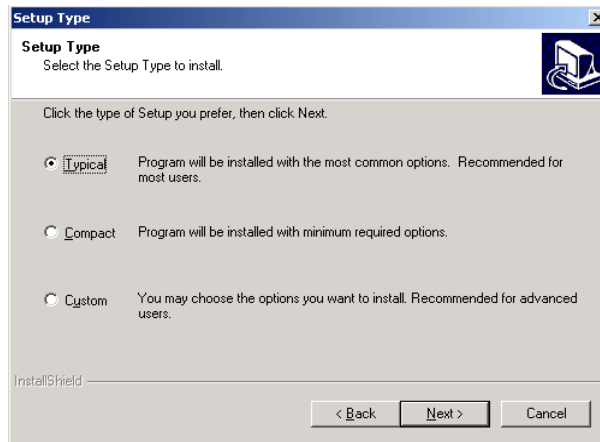 Setup Type
Setup Type
Select the Setup Type to install.
Click the type of Setup you prefer, then click Next.
Typical
Program will be installed with the most common options.  Recommended for
most users.
Compact
Program will be installed with minimum required options.
Custom
You may choose the options you want to install. Recommended for advanced
users.
InstallShield
< Back
Next >
Cancel